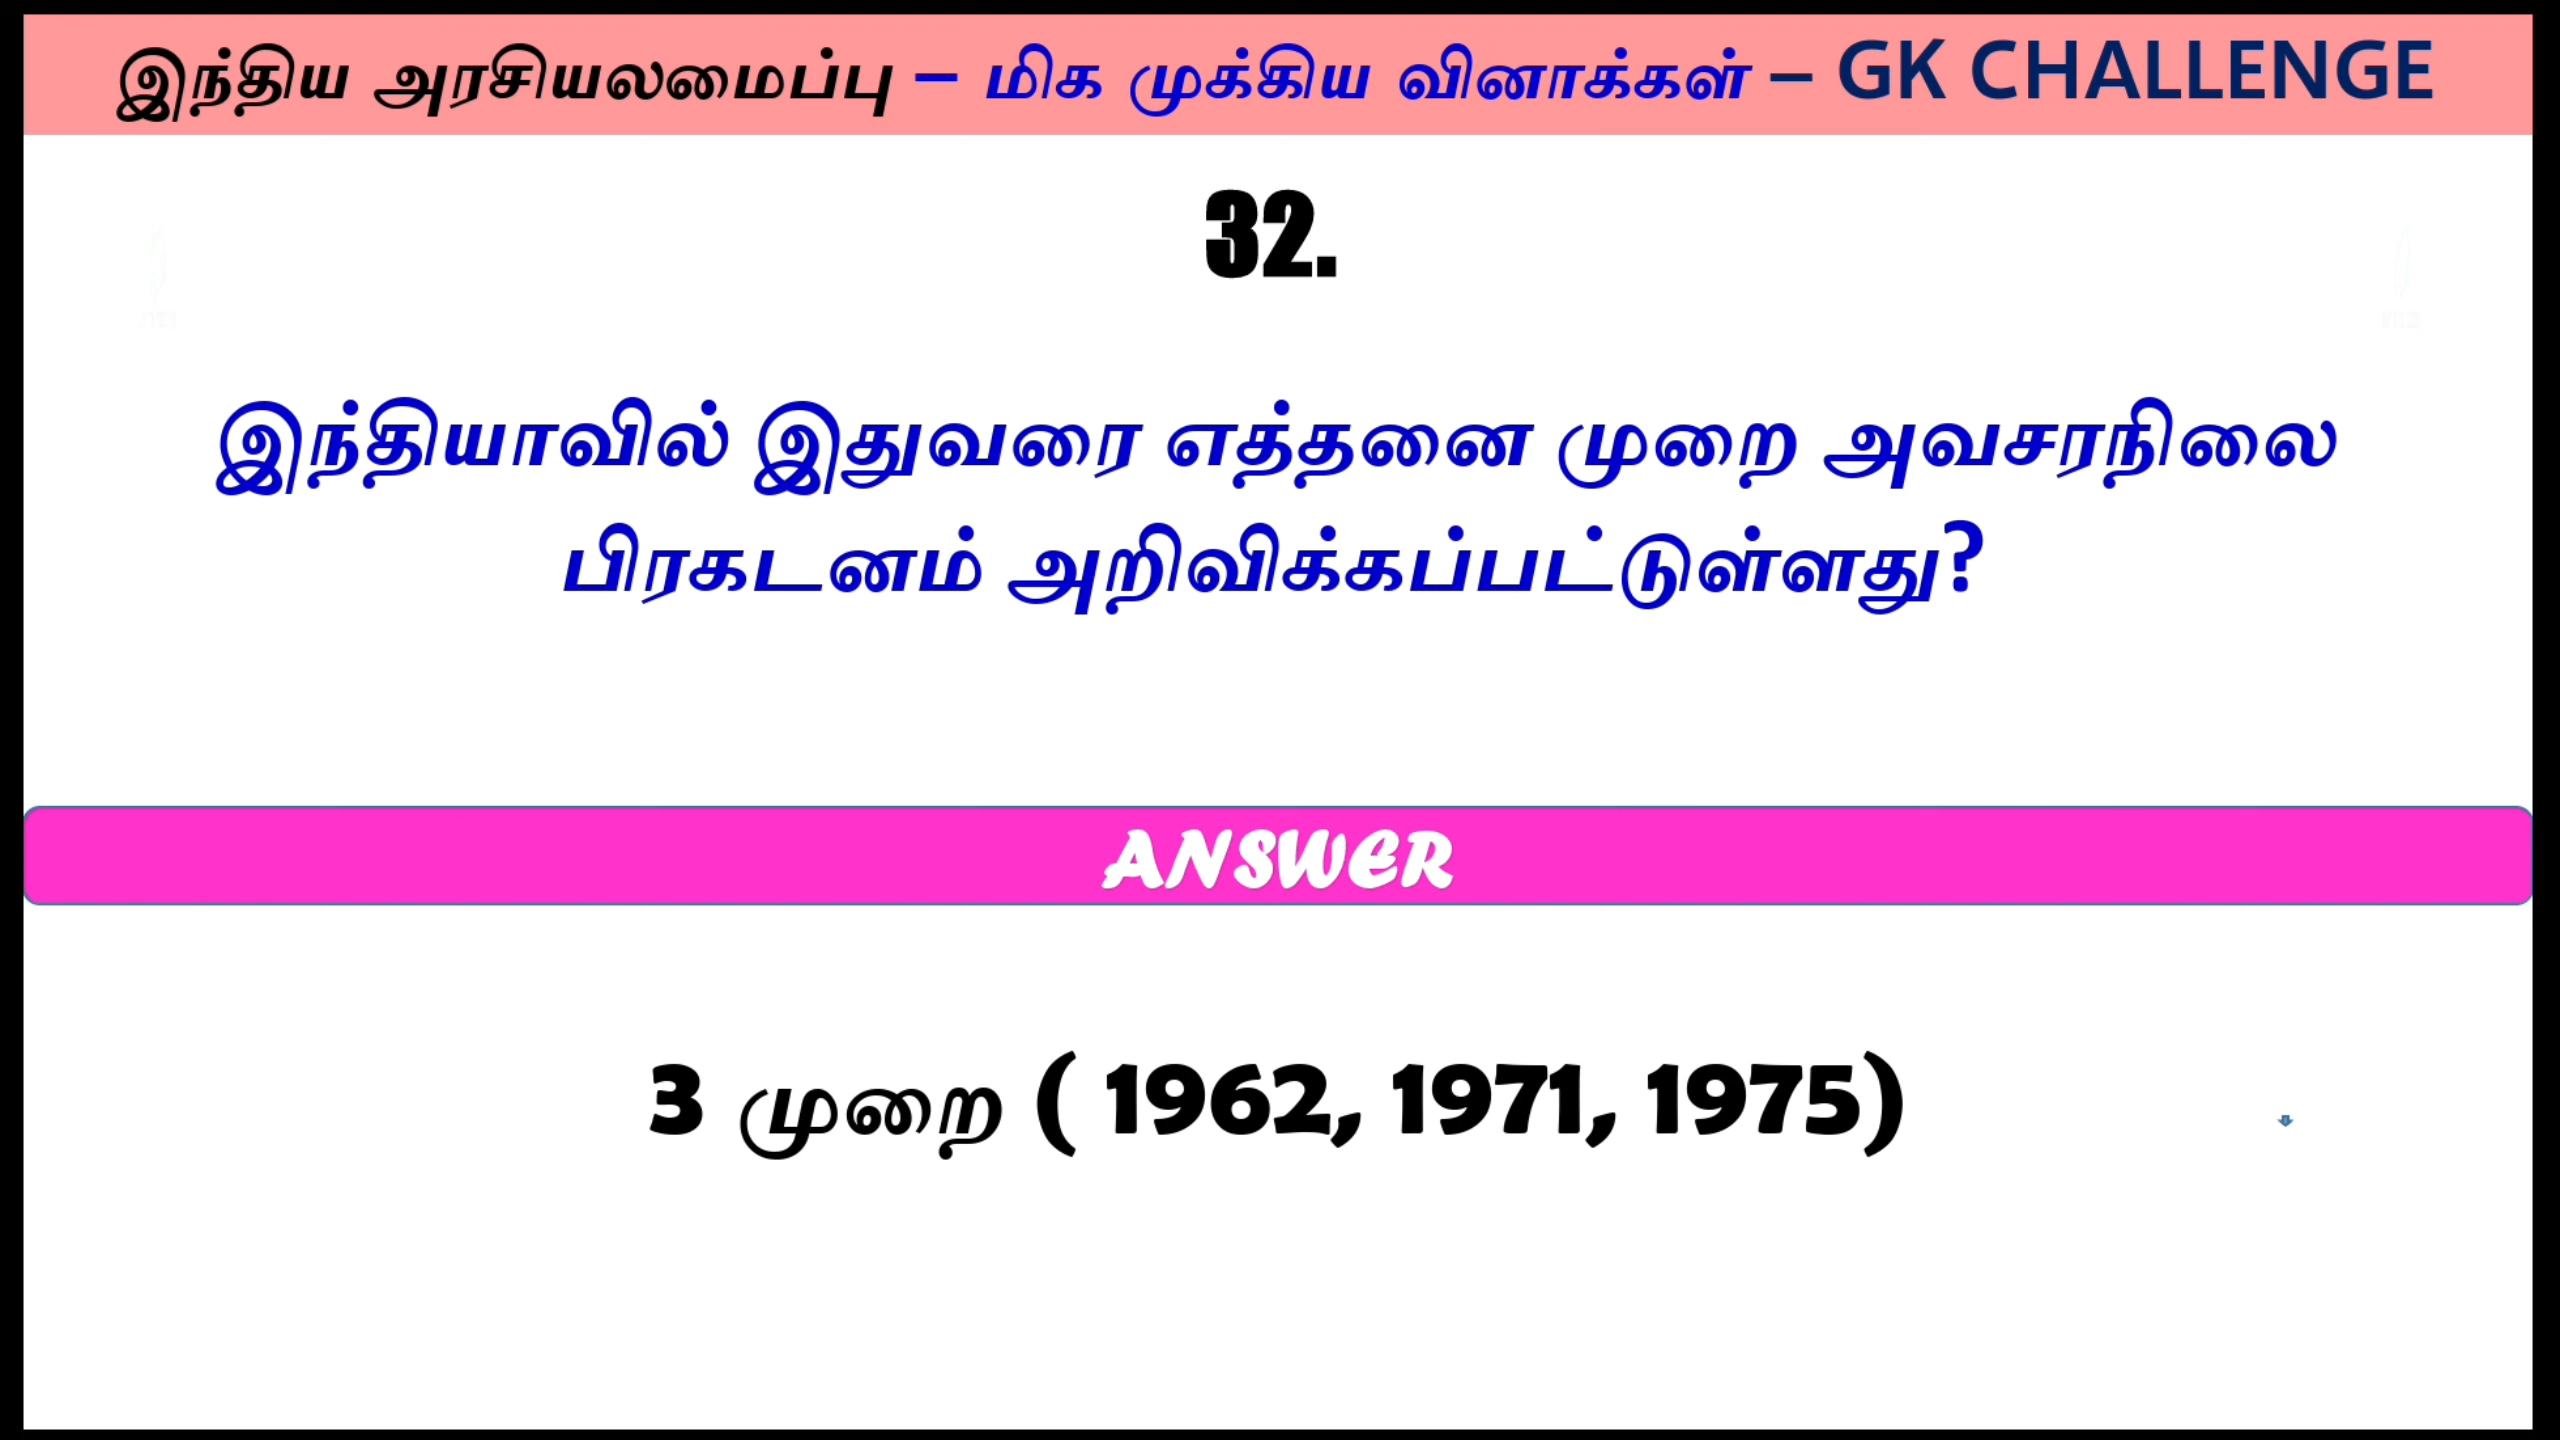 இந்திய அரசியலமைப்பு – மிக முக்கிய வினாக்கள் – GK CHALLENGE
32.
இந்தியாவில் இதுவரை எத்தனை முறை அவசரநிலை
பிரகடனம் அறிவிக்கப்பட்டுள்ளது?
ANSWER
3 முறை ( 1962, 1971, 1975)